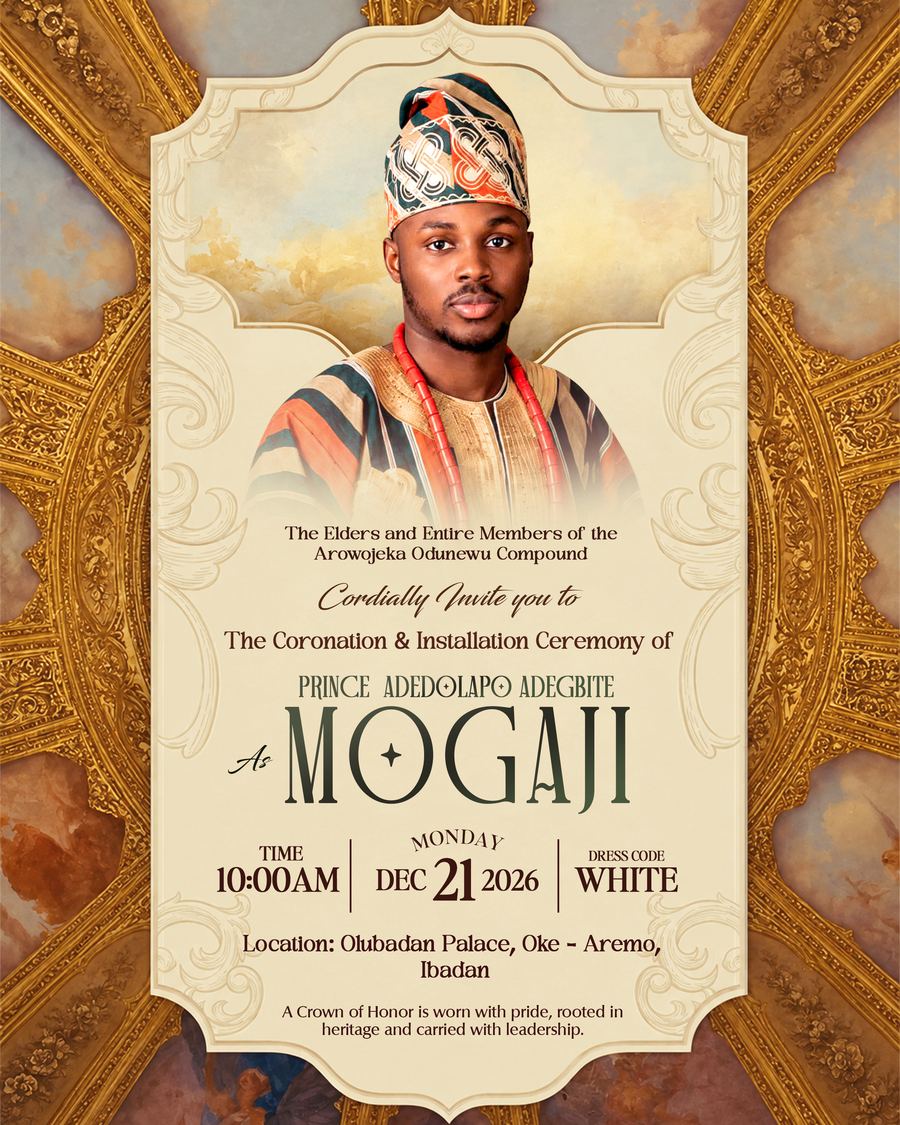 The Elders and Entire Members of the
Arowojeka Odunewu Compound
Cordially Invite you to
The Coronation & Installation Ceremony of
PRINCE ADEDOLAPO ADEGBITE
As MOGAJI
TIME
10:00AM
MONDAY
DEC 21 2026
DRESS CODE
WHITE
Location: Olubadan Palace, Oke - Aremo,
Ibadan
A Crown of Honor is worn with pride, rooted in
heritage and carried with leadership.